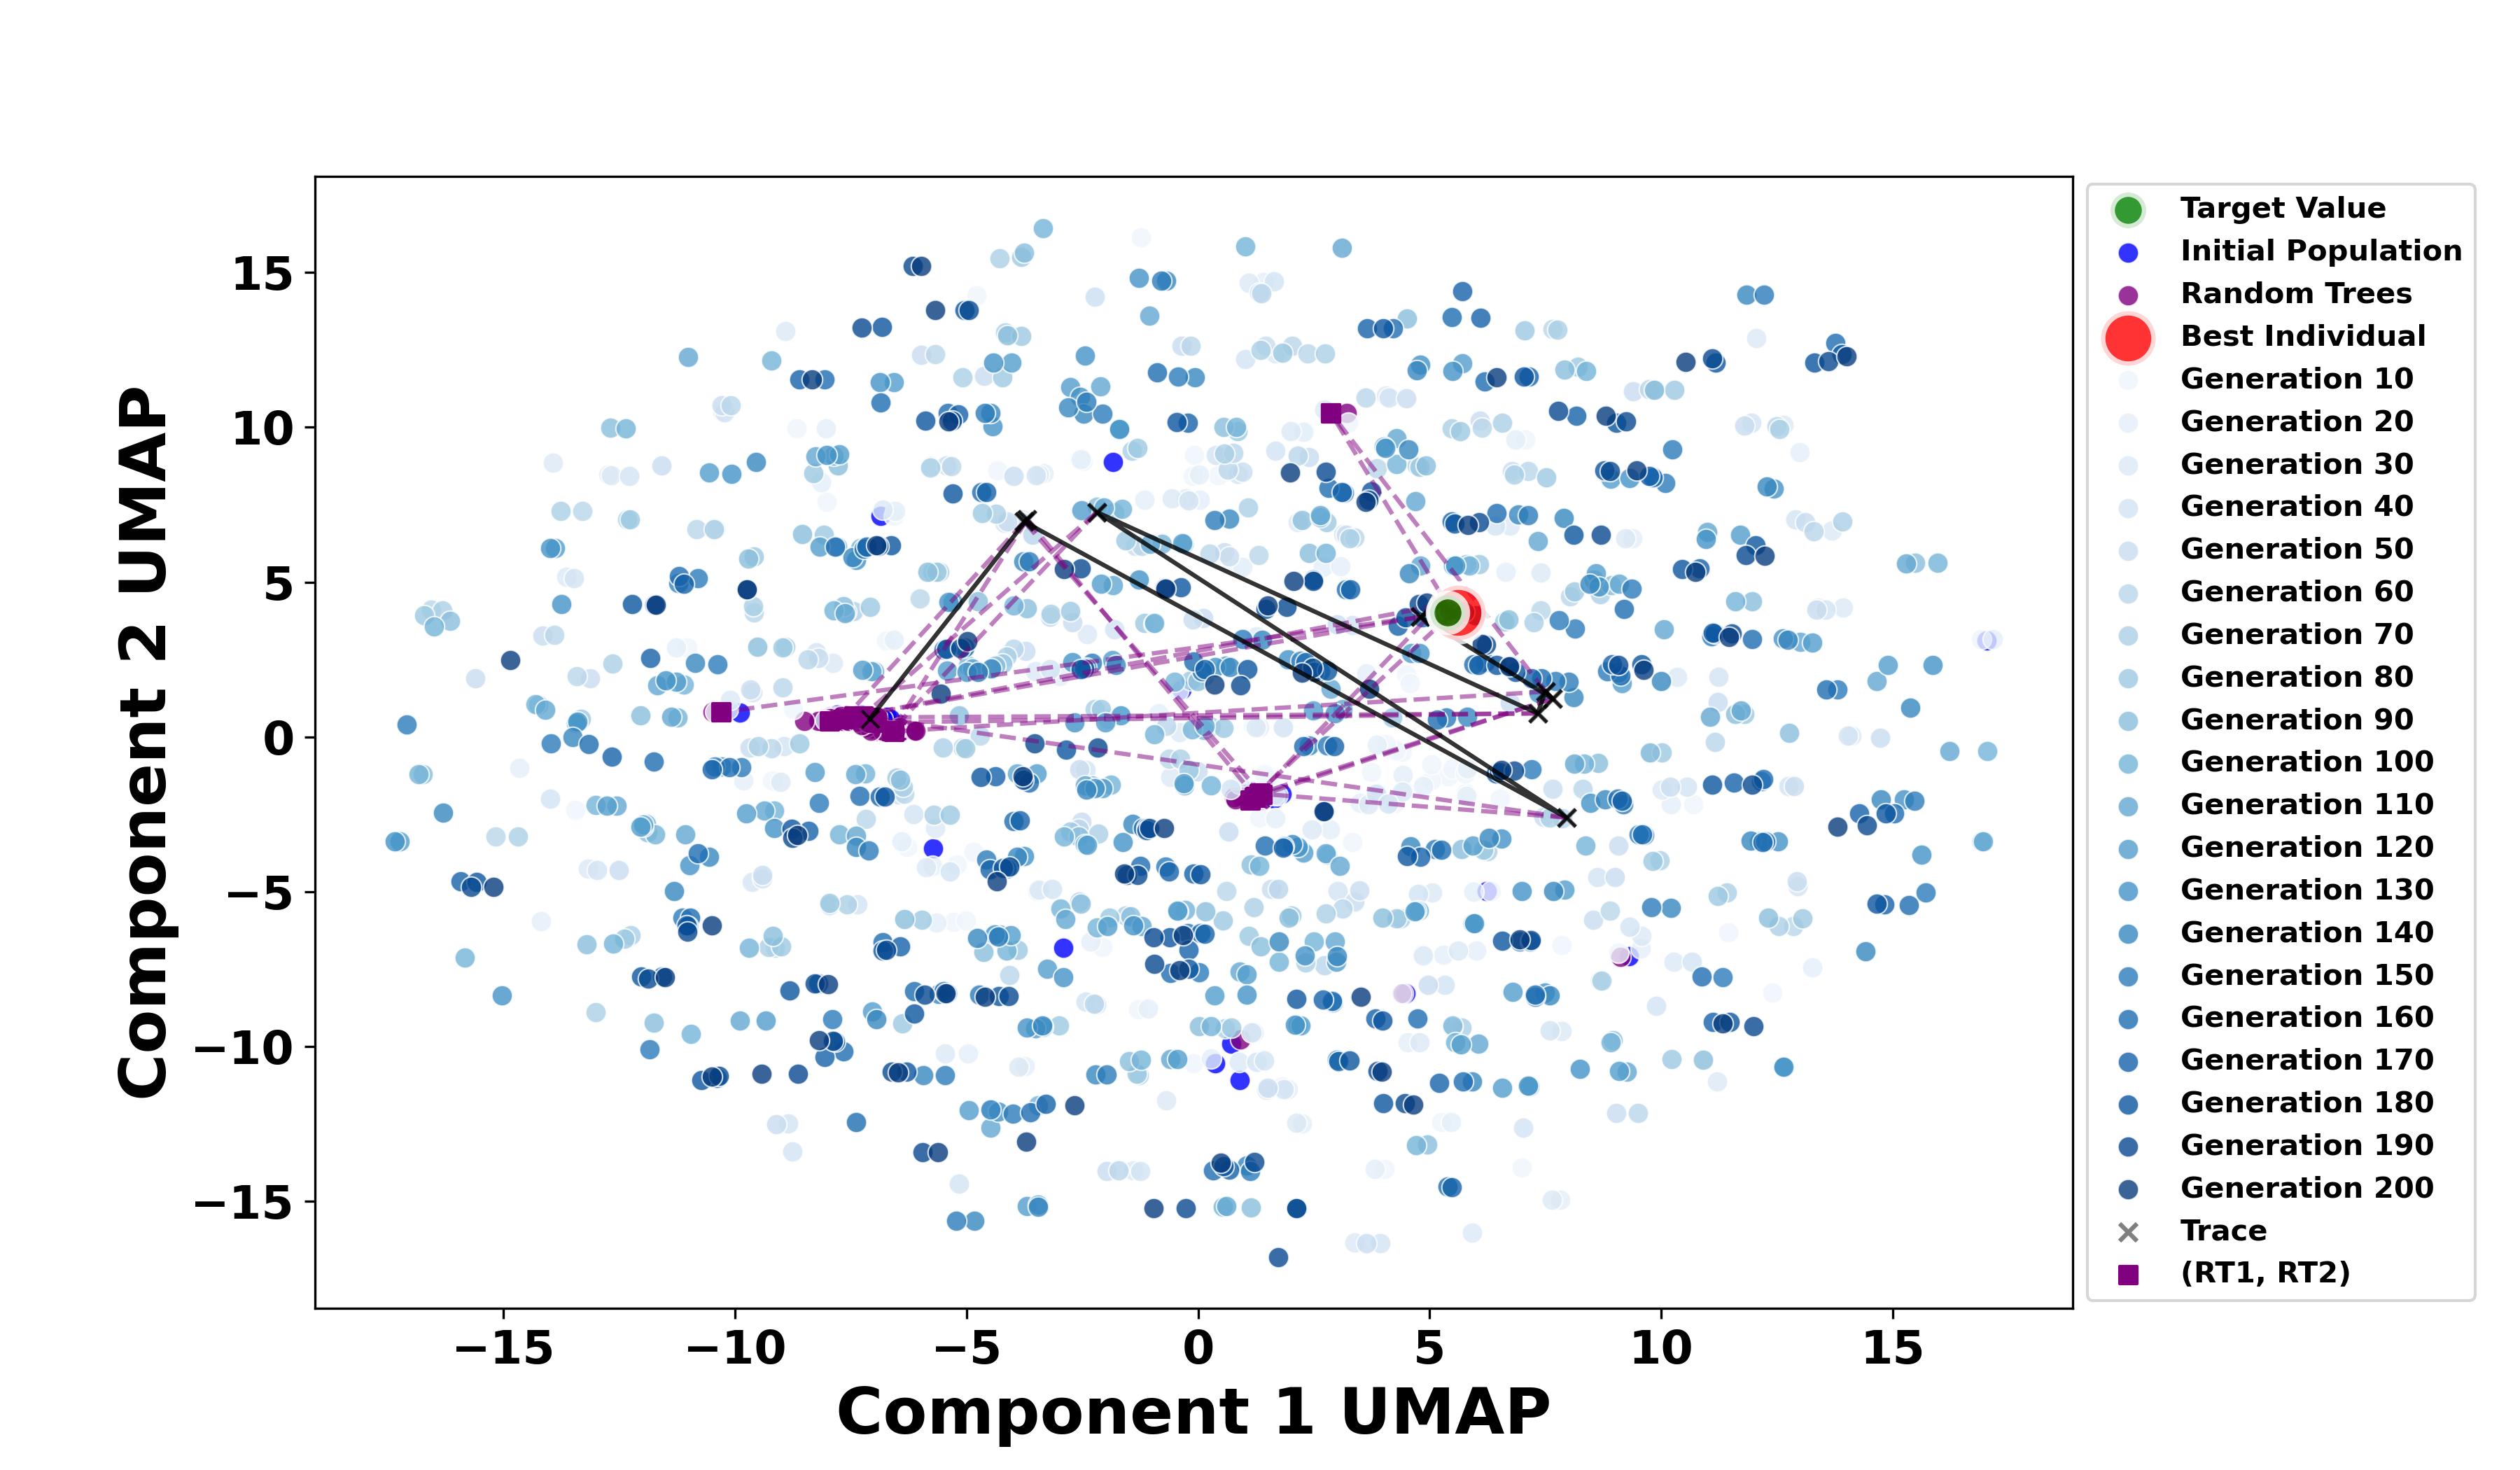 Component 2 UMAP
15
10
5
0
−5
−10
−15
−15
−10
−5
0
5
10
15
Component 1 UMAP
Target Value
Initial Population
Random Trees
Best Individual
Generation 10
Generation 20
Generation 30
Generation 40
Generation 50
Generation 60
Generation 70
Generation 80
Generation 90
Generation 100
Generation 110
Generation 120
Generation 130
Generation 140
Generation 150
Generation 160
Generation 170
Generation 180
Generation 190
Generation 200
Trace
(RT1, RT2)